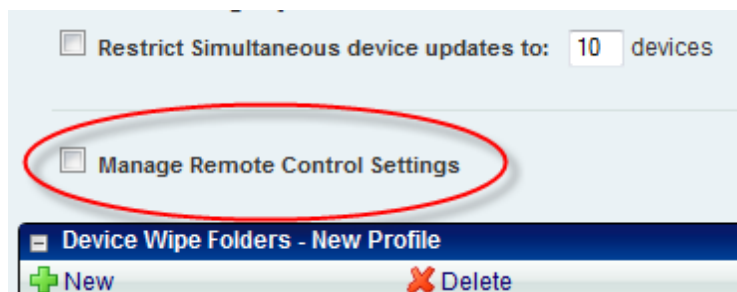 Restrict Simultaneous device updates to: 10 devices
Manage Remote Control Settings
Device Wipe Folders - New Profile
New Delete